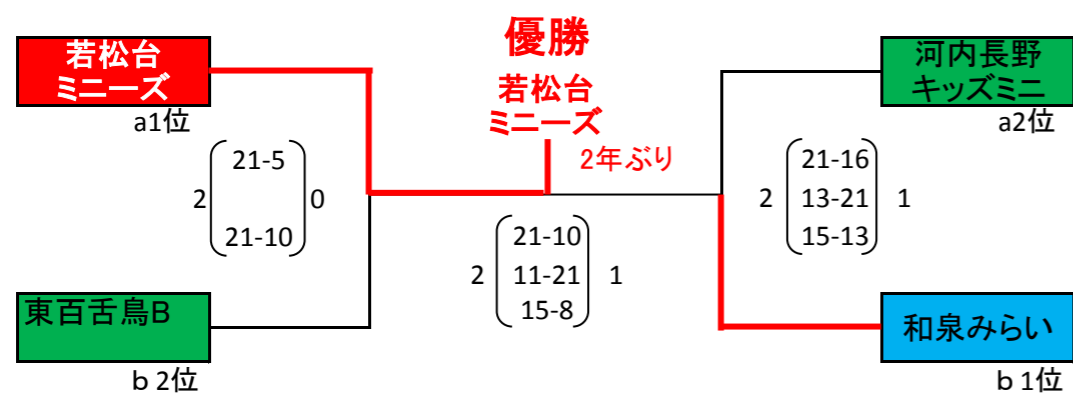 優勝
若松台
ミニーズ
2年ぶり
若松台
ミニーズ
a1位
21-5
2 0
21-10
東百舌鳥B
b 2位
21-10
2 11-21 1
15-8
河内長野
キッズミニ
a2位
21-16
2 13-21 1
15-13
和泉みらい
b 1位